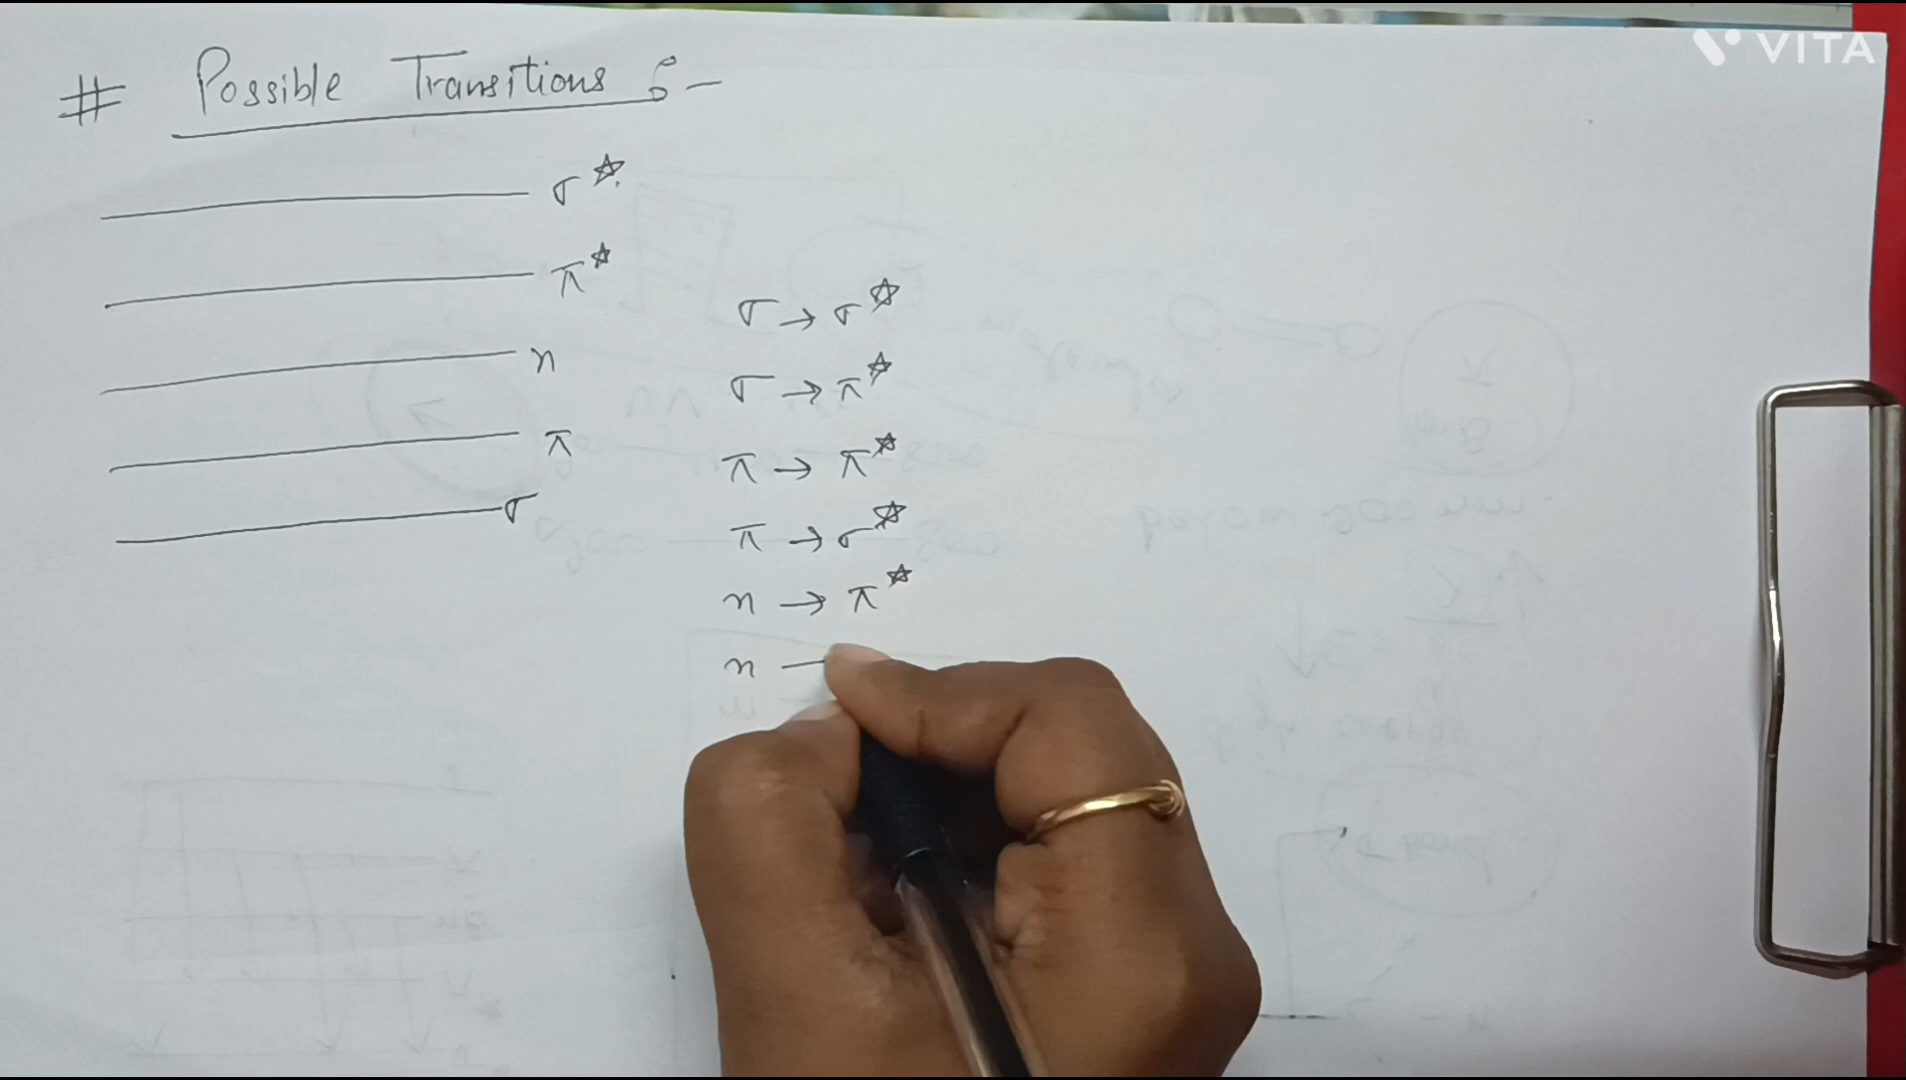 VITA
# Possible Transitions :-
σ*
π*
n
π
σ
σ → σ*
σ → π*
π → π*
π → σ*
n → π*
n —